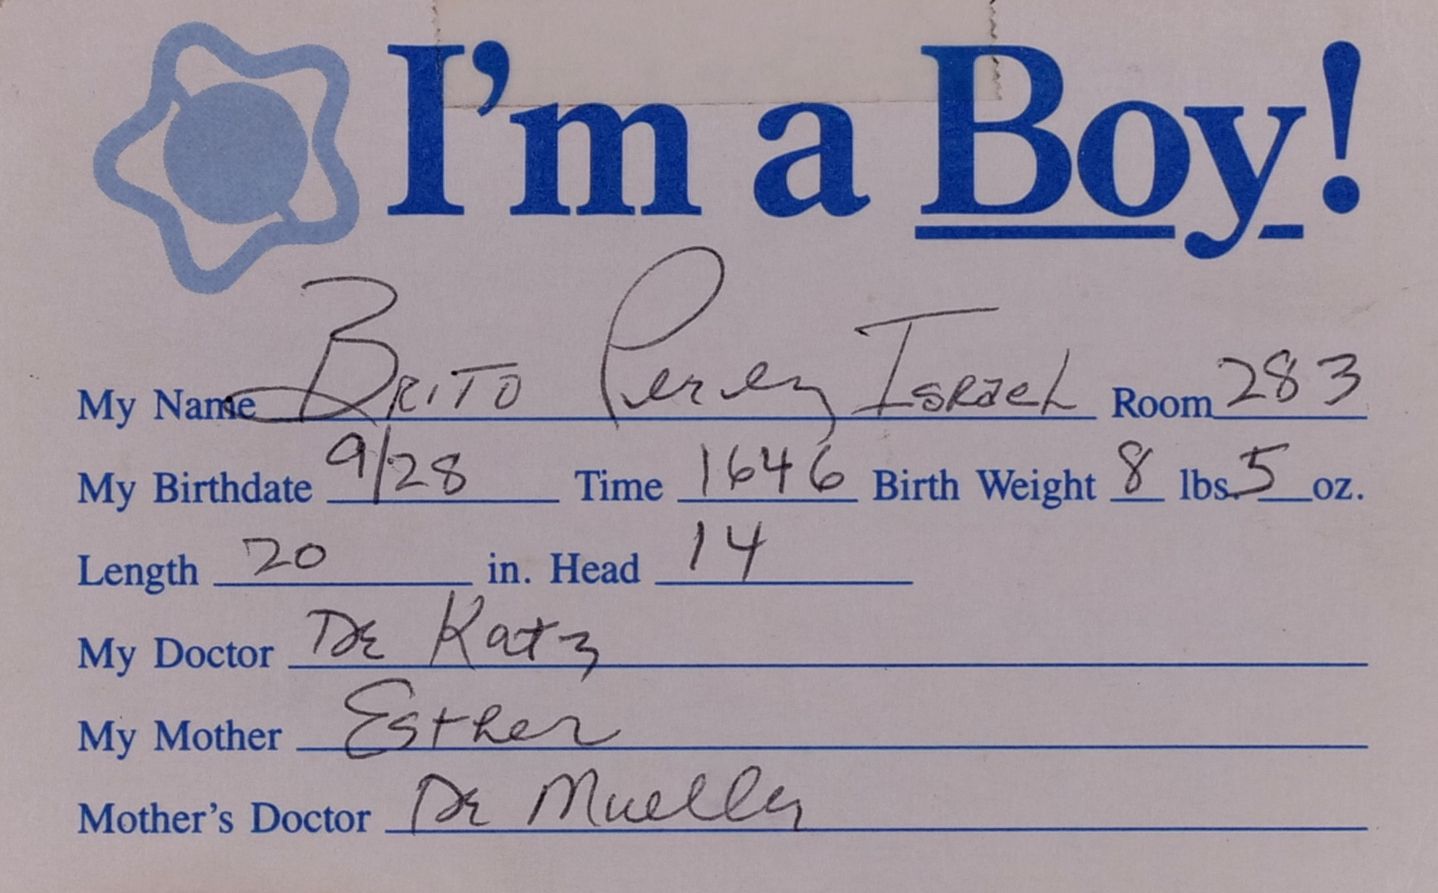 I'm a Boy!
My Name Brito Perez Israel Room 283
My Birthdate 9/28 Time 1646 Birth Weight 8 lbs. 5 oz.
Length 20 in. Head 14
My Doctor Dr Katz
My Mother Esther
Mother's Doctor Dr